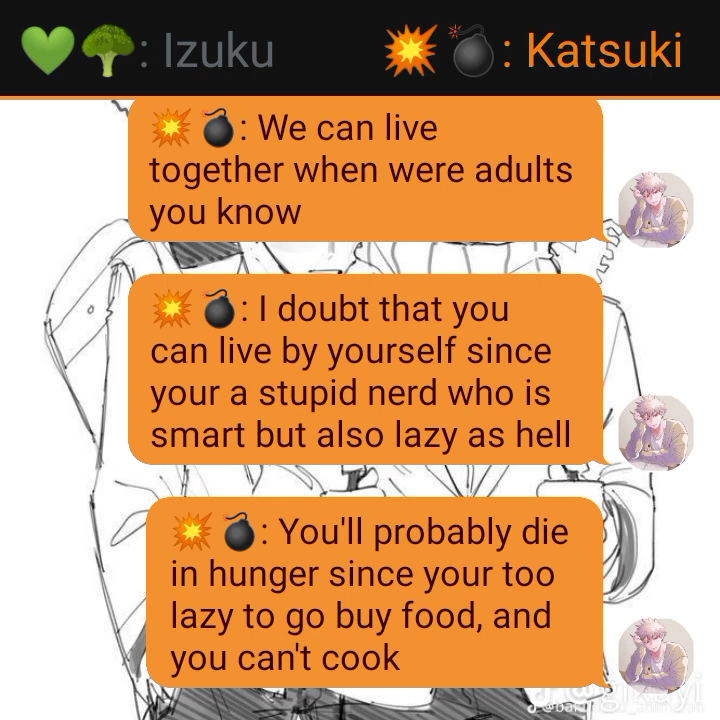 💚🥦: Izuku
💥💣: Katsuki
💥💣: We can live
together when were adults
you know
💥💣: I doubt that you
can live by yourself since
your a stupid nerd who is
smart but also lazy as hell
💥💣: You'll probably die
in hunger since your too
lazy to go buy food, and
you can't cook